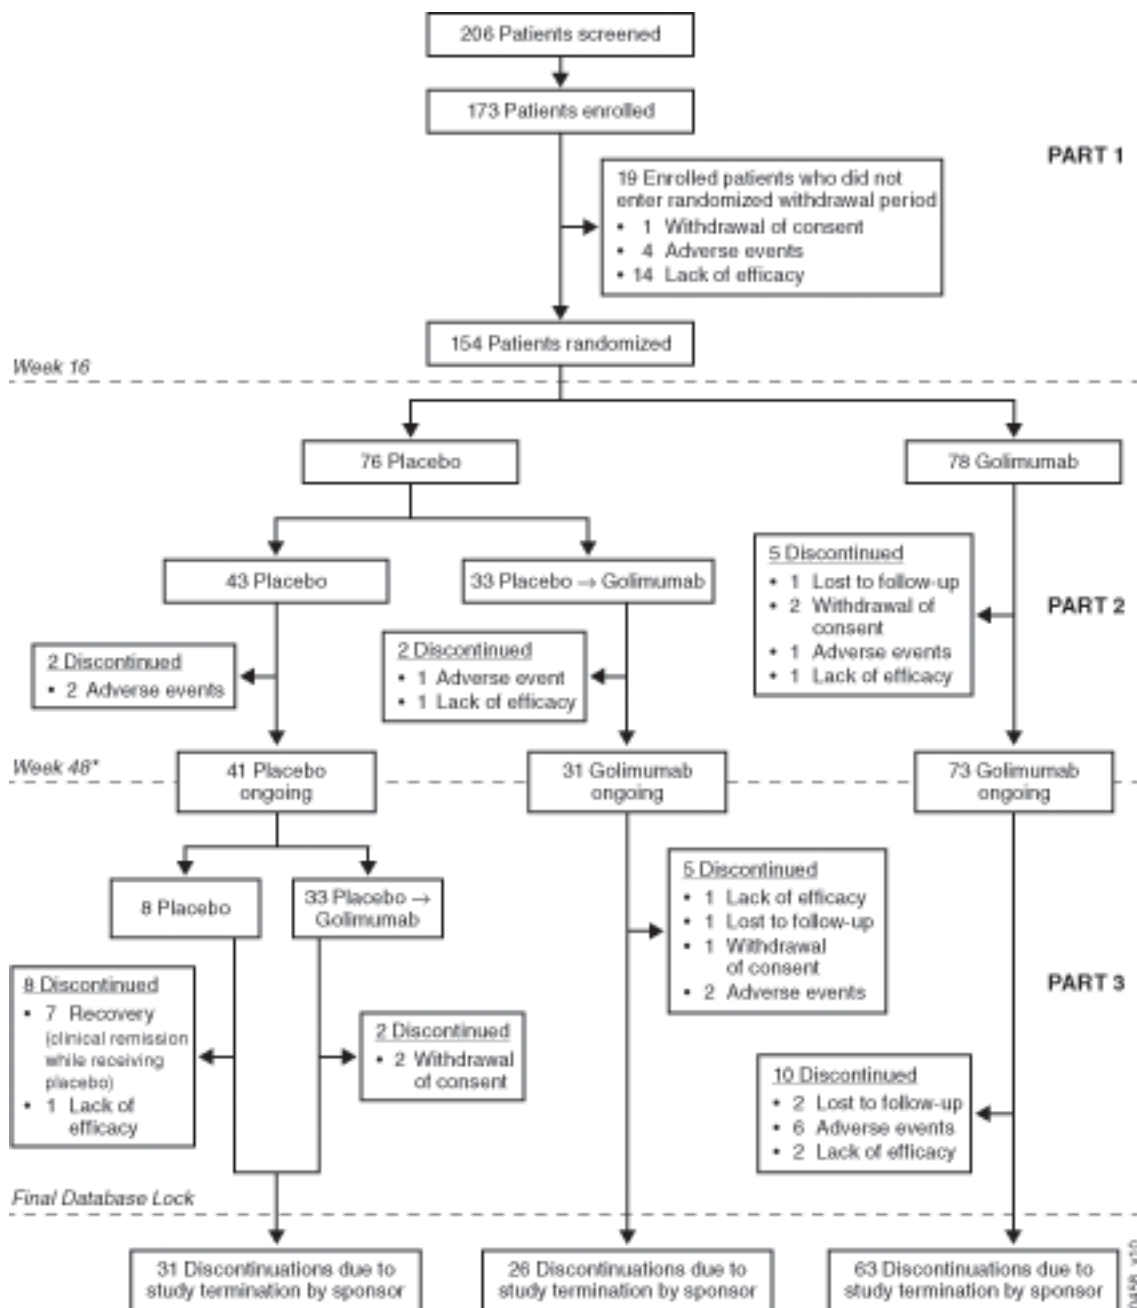 206 Patients screened
173 Patients enrolled
PART 1
19 Enrolled patients who did not
enter randomized withdrawal period
• 1 Withdrawal of consent
• 4 Adverse events
• 14 Lack of efficacy
154 Patients randomized
Week 16
76 Placebo
78 Golimumab
43 Placebo
33 Placebo → Golimumab
5 Discontinued
• 1 Lost to follow-up
• 2 Withdrawal of
consent
• 1 Adverse events
• 1 Lack of efficacy
PART 2
2 Discontinued
• 2 Adverse events
2 Discontinued
• 1 Adverse event
• 1 Lack of efficacy
Week 48*
41 Placebo
ongoing
31 Golimumab
ongoing
73 Golimumab
ongoing
8 Placebo
33 Placebo →
Golimumab
5 Discontinued
• 1 Lack of efficacy
• 1 Lost to follow-up
• 1 Withdrawal
of consent
• 2 Adverse events
PART 3
8 Discontinued
• 7 Recovery
(clinical remission
while receiving
placebo)
• 1 Lack of
efficacy
2 Discontinued
• 2 Withdrawal
of consent
10 Discontinued
• 2 Lost to follow-up
• 6 Adverse events
• 2 Lack of efficacy
Final Database Lock
31 Discontinuations due to
study termination by sponsor
26 Discontinuations due to
study termination by sponsor
63 Discontinuations due to
study termination by sponsor